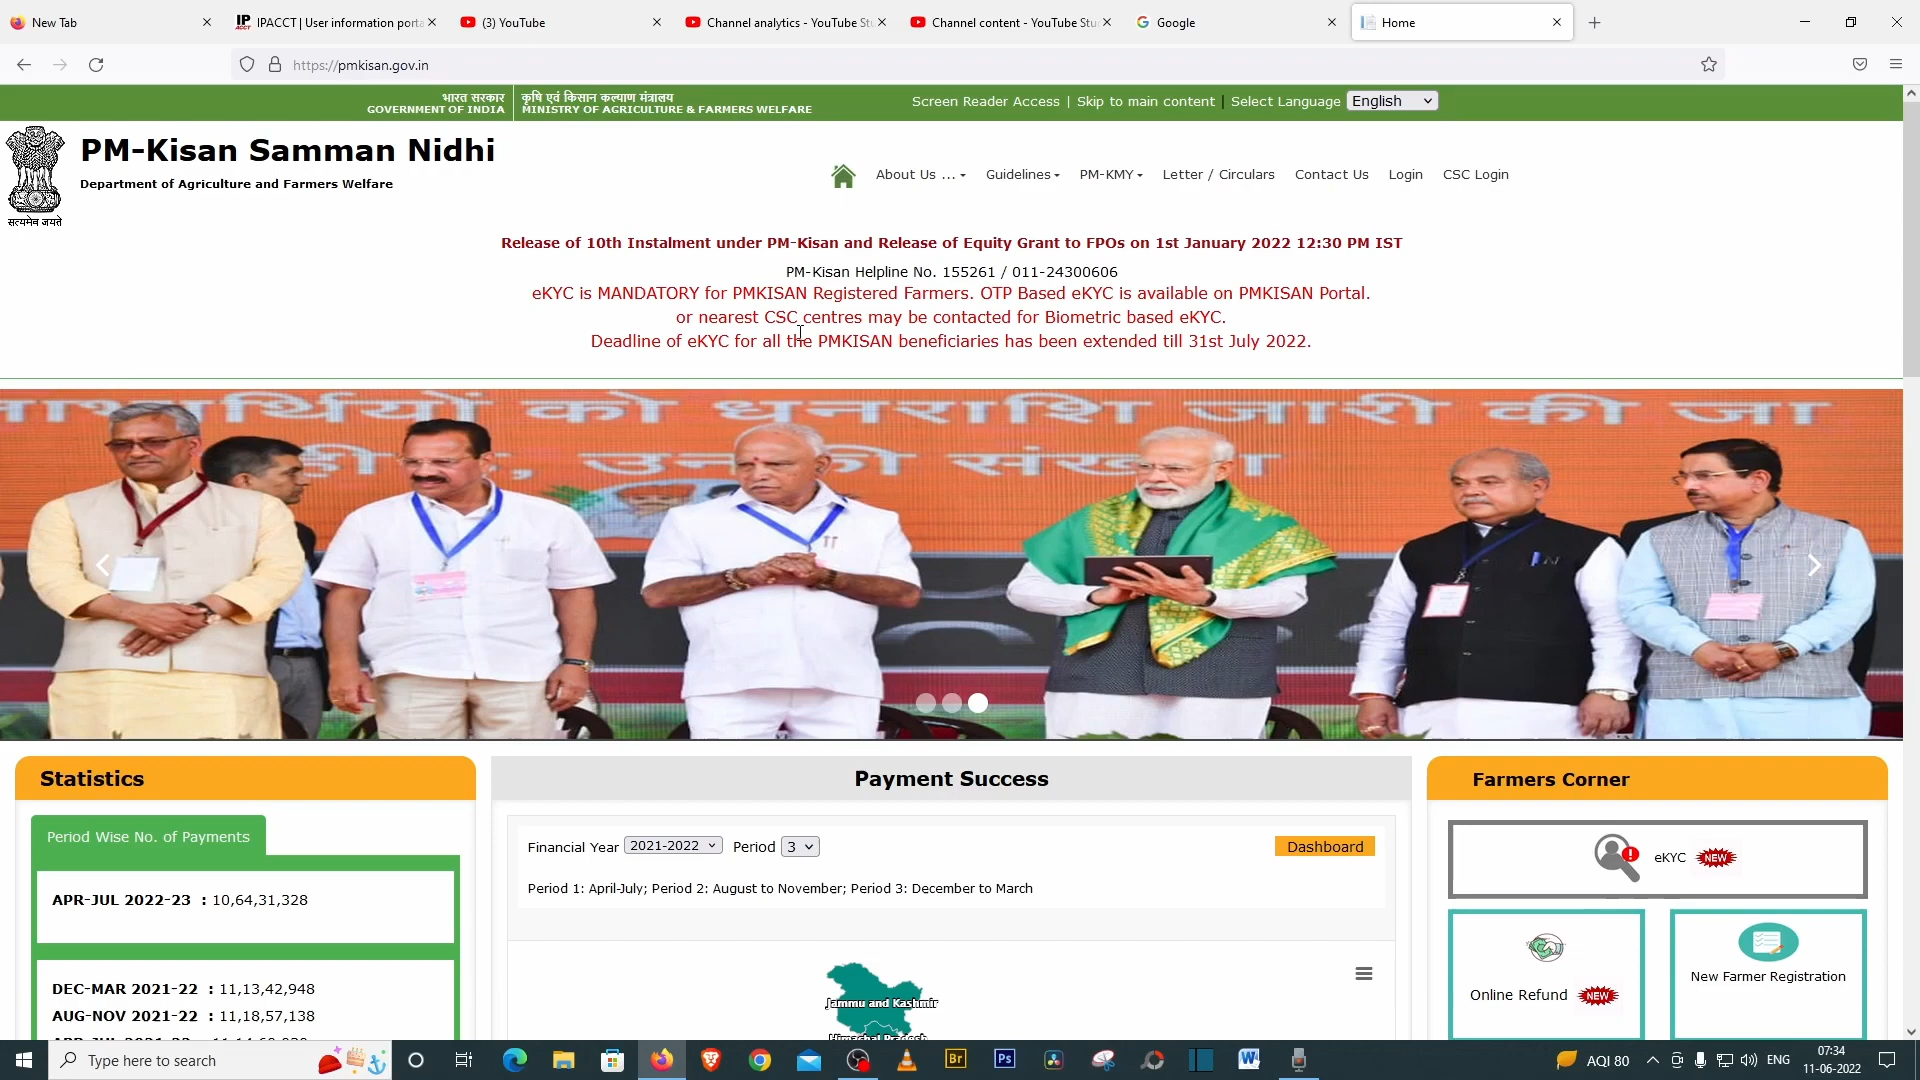 New Tab
IPACCT | User information porta
(3) YouTube
Channel analytics - YouTube Stu
Channel content - YouTube Stu
Google
Home
https://pmkisan.gov.in
भारत सरकार
GOVERNMENT OF INDIA
कृषि एवं किसान कल्याण मंत्रालय
MINISTRY OF AGRICULTURE & FARMERS WELFARE
Screen Reader Access | Skip to main content | Select Language English
सत्यमेव जयते
PM-Kisan Samman Nidhi
Department of Agriculture and Farmers Welfare
About Us ... Guidelines PM-KMY Letter / Circulars Contact Us Login CSC Login
Release of 10th Instalment under PM-Kisan and Release of Equity Grant to FPOs on 1st January 2022 12:30 PM IST
PM-Kisan Helpline No. 155261 / 011-24300606
eKYC is MANDATORY for PMKISAN Registered Farmers. OTP Based eKYC is available on PMKISAN Portal.
or nearest CSC centres may be contacted for Biometric based eKYC.
Deadline of eKYC for all the PMKISAN beneficiaries has been extended till 31st July 2022.
को धनराशि जारी की जा
उनकी संख्या
Statistics
Period Wise No. of Payments
APR-JUL 2022-23 : 10,64,31,328
DEC-MAR 2021-22 : 11,13,42,948
AUG-NOV 2021-22 : 11,18,57,138
Payment Success
Financial Year 2021-2022 Period 3
Dashboard
Period 1: April-July; Period 2: August to November; Period 3: December to March
Jammu and Kashmir
Himachal Pradesh
Farmers Corner
eKYC NEW
Online Refund NEW
New Farmer Registration
Type here to search
Br
Ps
W
AQI 80
ENG
07:34
11-06-2022